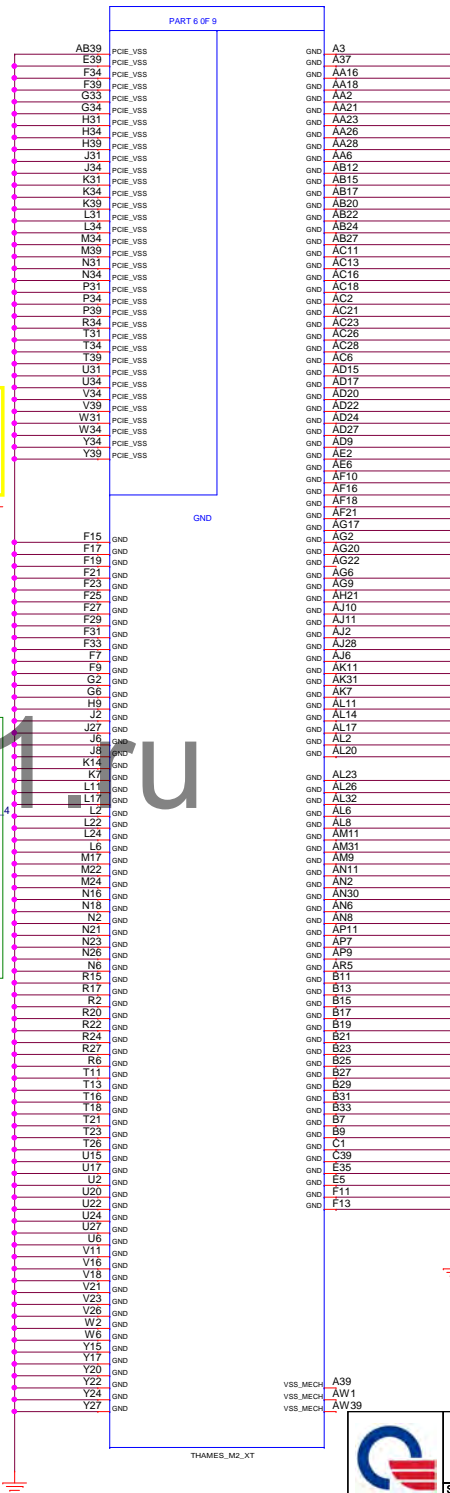 PART 6 0F 9
AB39 PCIE_VSS
E39 PCIE_VSS
F34 PCIE_VSS
F39 PCIE_VSS
G33 PCIE_VSS
G34 PCIE_VSS
H31 PCIE_VSS
H34 PCIE_VSS
H39 PCIE_VSS
J31 PCIE_VSS
J34 PCIE_VSS
K31 PCIE_VSS
K34 PCIE_VSS
K39 PCIE_VSS
L31 PCIE_VSS
L34 PCIE_VSS
M34 PCIE_VSS
M39 PCIE_VSS
N31 PCIE_VSS
N34 PCIE_VSS
P31 PCIE_VSS
P34 PCIE_VSS
P39 PCIE_VSS
R34 PCIE_VSS
T31 PCIE_VSS
T34 PCIE_VSS
T39 PCIE_VSS
U31 PCIE_VSS
U34 PCIE_VSS
V34 PCIE_VSS
V39 PCIE_VSS
W31 PCIE_VSS
W34 PCIE_VSS
Y34 PCIE_VSS
Y39 PCIE_VSS
GND
F15 GND
F17 GND
F19 GND
F21 GND
F23 GND
F25 GND
F27 GND
F29 GND
F31 GND
F33 GND
F7 GND
F9 GND
G2 GND
G6 GND
H9 GND
J2 GND
J27 GND
J6 GND
J8 GND
K14 GND
K7 GND
L11 GND
L17 GND
L2 GND
L22 GND
L24 GND
L6 GND
M17 GND
M22 GND
M24 GND
N16 GND
N18 GND
N2 GND
N21 GND
N23 GND
N26 GND
N6 GND
R15 GND
R17 GND
R2 GND
R20 GND
R22 GND
R24 GND
R27 GND
R6 GND
T11 GND
T13 GND
T16 GND
T18 GND
T21 GND
T23 GND
T26 GND
U15 GND
U17 GND
U2 GND
U20 GND
U22 GND
U24 GND
U27 GND
U6 GND
V11 GND
V16 GND
V18 GND
V21 GND
V23 GND
V26 GND
W2 GND
W6 GND
Y15 GND
Y17 GND
Y20 GND
Y22 GND
Y24 GND
Y27 GND
GND A3
GND A37
GND AA16
GND AA18
GND AA2
GND AA21
GND AA23
GND AA26
GND AA28
GND AA6
GND AB12
GND AB15
GND AB17
GND AB20
GND AB22
GND AB24
GND AB27
GND AC11
GND AC13
GND AC16
GND AC18
GND AC2
GND AC21
GND AC23
GND AC26
GND AC28
GND AC6
GND AD15
GND AD17
GND AD20
GND AD22
GND AD24
GND AD27
GND AD9
GND AE2
GND AE6
GND AF10
GND AF16
GND AF18
GND AF21
GND AG17
GND AG2
GND AG20
GND AG22
GND AG6
GND AG9
GND AH21
GND AJ10
GND AJ11
GND AJ2
GND AJ28
GND AJ6
GND AK11
GND AK31
GND AK7
GND AL11
GND AL14
GND AL17
GND AL2
GND AL20
GND AL23
GND AL26
GND AL32
GND AL6
GND AL8
GND AM11
GND AM31
GND AM9
GND AN11
GND AN2
GND AN30
GND AN6
GND AN8
GND AP11
GND AP7
GND AP9
GND AR5
GND B11
GND B13
GND B15
GND B17
GND B19
GND B21
GND B23
GND B25
GND B27
GND B29
GND B31
GND B33
GND B7
GND B9
GND C1
GND C39
GND E35
GND E5
GND F11
GND F13
VSS_MECH A39
VSS_MECH AW1
VSS_MECH AW39
THAMES_M2_XT
1.ru
4
S